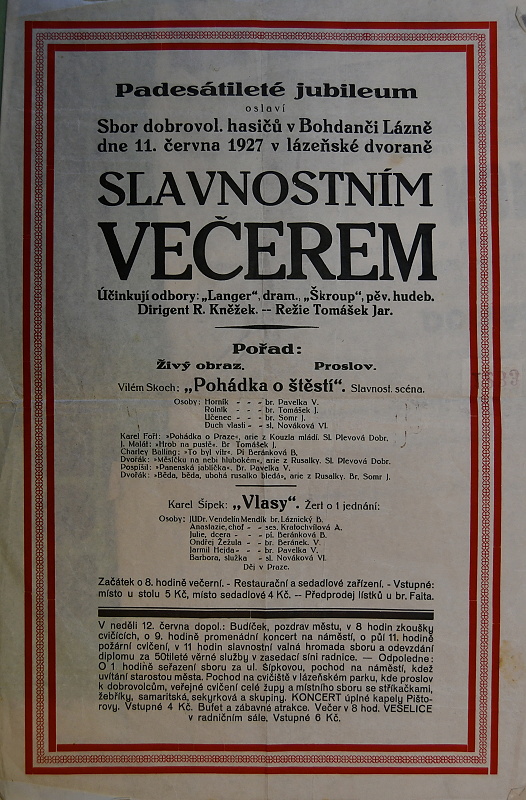 Padesátileté jubileum
oslaví
Sbor dobrovol. hasičů v Bohdanči Lázně
dne 11. června 1927 v lázeňské dvoraně
SLAVNOSTNÍM
VEČEREM
Účinkují odbory: „Langer“, dram., „Škroup“, pěv. hudeb.
Dirigent R. Kněžek. -- Režie Tomášek Jar.
Pořad:
Živý obraz. Proslov.
Vilém Skoch: „Pohádka o štěstí“. Slavnost. scéna.
Osoby: Horník - - - br. Pavelka V.
Rolník - - - br. Tomášek J.
Učenec - - - br. Somr J.
Duch vlasti - - sl. Nováková Vl.
Karel Foři: »Pohádka o Praze«, arie z Kouzla mládí. Sl. Plevová Dobr.
J. Malát: »Hrob na pustě«. Br Tomášek J.
Charley Balling: »To byl vítr«. Pí Beránková B.
Dvořák: »Měsíčku na nebi hlubokém«, arie z Rusalky. Sl. Plevová Dobr.
Pospíšil: »Panenská jablíčka«. Br. Pavelka V.
Dvořák: »Běda, běda, ubohá rusalko bledá«, arie z Rusalky. Br. Somr J.
Karel Šípek: „Vlasy“. Žert o 1 jednání:
Osoby: JUDr. Vendelín Mendík br. Láznický B.
Anastazie, choť - - ses. Kratochvílová A.
Julie, dcera - - - pí. Beránková B.
Ondřej Žežula - - br. Beránek V.
Jarmil Hejda - - - br. Pavelka V.
Barbora, služka - - sl. Nováková Vl.
Děj v Praze.
Začátek o 8. hodině večerní. - Restaurační a sedadlové zařízení. - Vstupné:
místo u stolu 5 Kč, místo sedadlové 4 Kč. -- Předprodej lístků u br. Faita.
V neděli 12. června dopol.: Budíček, pozdrav městu, v 8 hodin zkoušky
cvičících, o 9. hodině promenádní koncert na náměstí, o půl 11. hodině
požární cvičení, v 11 hodin slavnostní valná hromada sboru a odevzdání
diplomu za 50tileté věrné služby v zasedací síni radnice. — Odpoledne:
O 1 hodině seřazení sboru za ul. Šípkovou, pochod na náměstí, kdež
uvítání starostou města. Pochod na cvičiště v lázeňském parku, kde proslov
k dobrovolcům, veřejné cvičení celé župy a místního sboru se stříkačkami,
žebříky, samaritská, sekyrková a skupiny. KONCERT úplné kapely Pišto-
rovy. Vstupné 4 Kč. Bufet a zábavné atrakce. Večer v 8 hod. VESELICE
v radničním sále. Vstupné 6 Kč.